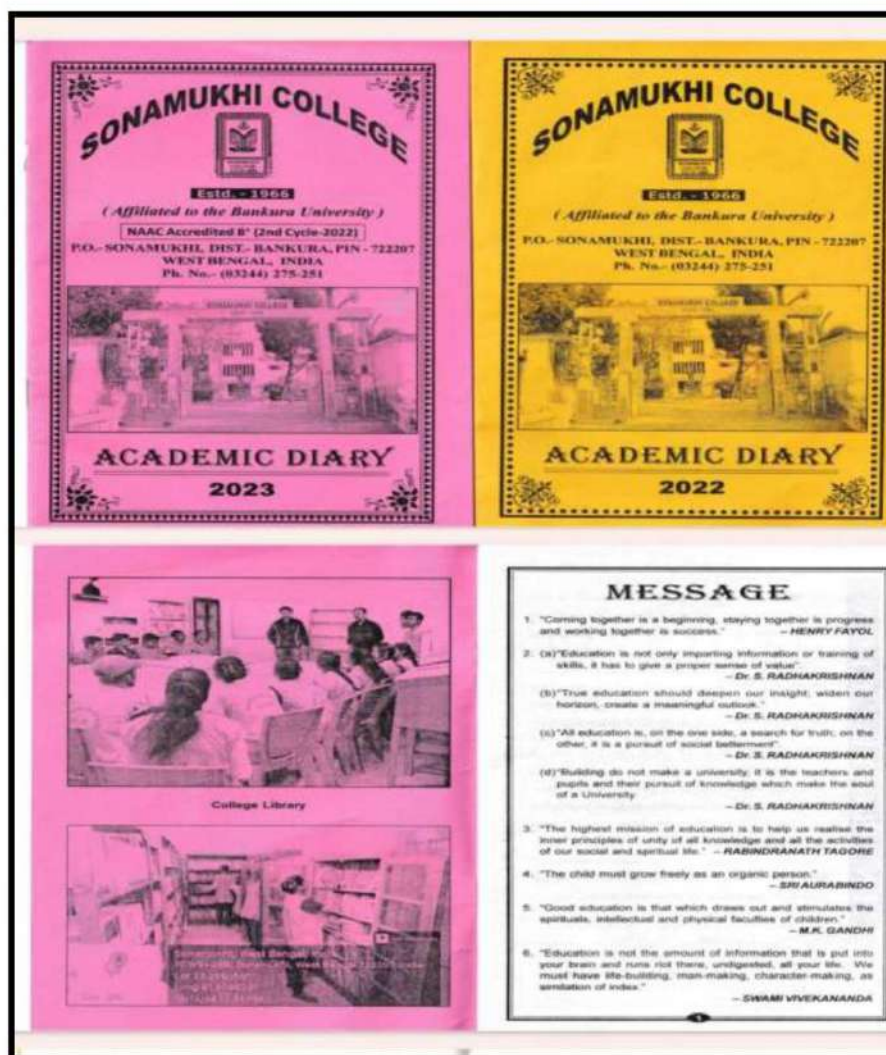 SONAMUKHI COLLEGE
Estd. - 1966
( Affiliated to the Bankura University )
NAAC Accredited B+ (2nd Cycle-2022)
P.O.- SONAMUKHI, DIST.- BANKURA, PIN - 722207
WEST BENGAL, INDIA
Ph. No.- (03244) 275-251
SONAMUKHI COLLEGE
ACADEMIC DIARY
2023
SONAMUKHI COLLEGE
Estd. - 1966
( Affiliated to the Bankura University )
P.O.- SONAMUKHI, DIST.- BANKURA, PIN - 722207
WEST BENGAL, INDIA
Ph. No.- (03244) 275-251
SONAMUKHI COLLEGE
ACADEMIC DIARY
2022
College Library
Sonamukhi, West Bengal,
MESSAGE
1. "Coming together is a beginning, staying together is progress
and working together is success." – HENRY FAYOL
2. (a) "Education is not only imparting information or training of
skills, it has to give a proper sense of value".
– Dr. S. RADHAKRISHNAN
(b) "True education should deepen our insight; widen our
horizon, create a meaningful outlook."
– Dr. S. RADHAKRISHNAN
(c) "All education is, on the one side, a search for truth; on the
other, it is a pursuit of social betterment".
– Dr. S. RADHAKRISHNAN
(d) "Building do not make a university, it is the teachers and
pupils and their pursuit of knowledge which make the soul
of a University
– Dr. S. RADHAKRISHNAN
3. "The highest mission of education is to help us realise the
inner principles of unity of all knowledge and all the activities
of our social and spiritual life." – RABINDRANATH TAGORE
4. "The child must grow freely as an organic person."
– SRI AURABINDO
5. "Good education is that which draws out and stimulates the
spirituals, intellectual and physical faculties of children."
– M.K. GANDHI
6. "Education is not the amount of information that is put into
your brain and runs riot there, undigested, all your life. We
must have life-building, man-making, character-making, as
similation of index."
– SWAMI VIVEKANANDA